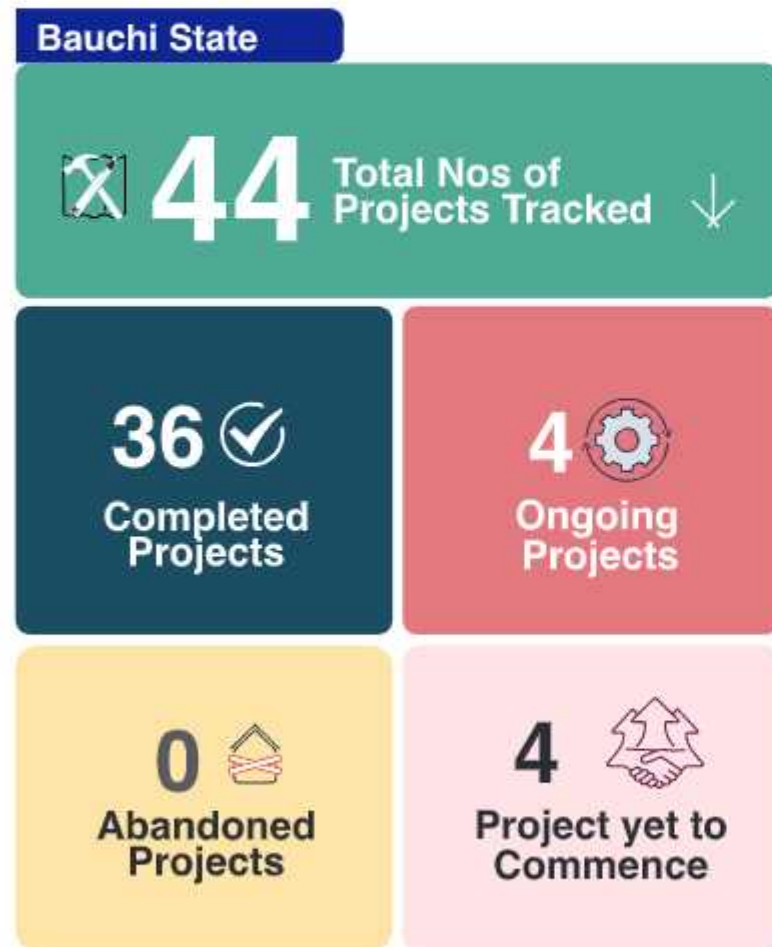 Bauchi State
44
Total Nos of
Projects Tracked
36
Completed
Projects
4
Ongoing
Projects
0
Abandoned
Projects
4
Project yet to
Commence